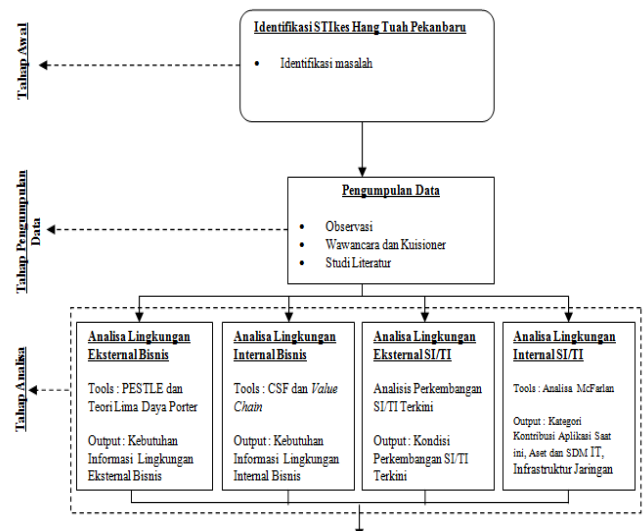 Tahap Awal
Identifikasi STIkes Hang Tuah Pekanbaru
• Identifikasi masalah
Tahap Pengumpulan
Data
Pengumpulan Data
• Observasi
• Wawancara dan Kuisioner
• Studi Literatur
Tahap Analisa
Analisa Lingkungan
Eksternal Bisnis
Tools : PESTLE dan
Teori Lima Daya Porter
Output : Kebutuhan
Informasi Lingkungan
Eksternal Bisnis
Analisa Lingkungan
Internal Bisnis
Tools : CSF dan Value
Chain
Output : Kebutuhan
Informasi Lingkungan
Internal Bisnis
Analisa Lingkungan
Eksternal SI/TI
Analisis Perkembangan
SI/TI Terkini
Output : Kondisi
Perkembangan SI/TI
Terkini
Analisa Lingkungan
Internal SI/TI
Tools : Analisa McFarlan
Output : Kategori
Kontribusi Aplikasi Saat
ini, Aset dan SDM IT,
Infrastruktur Jaringan